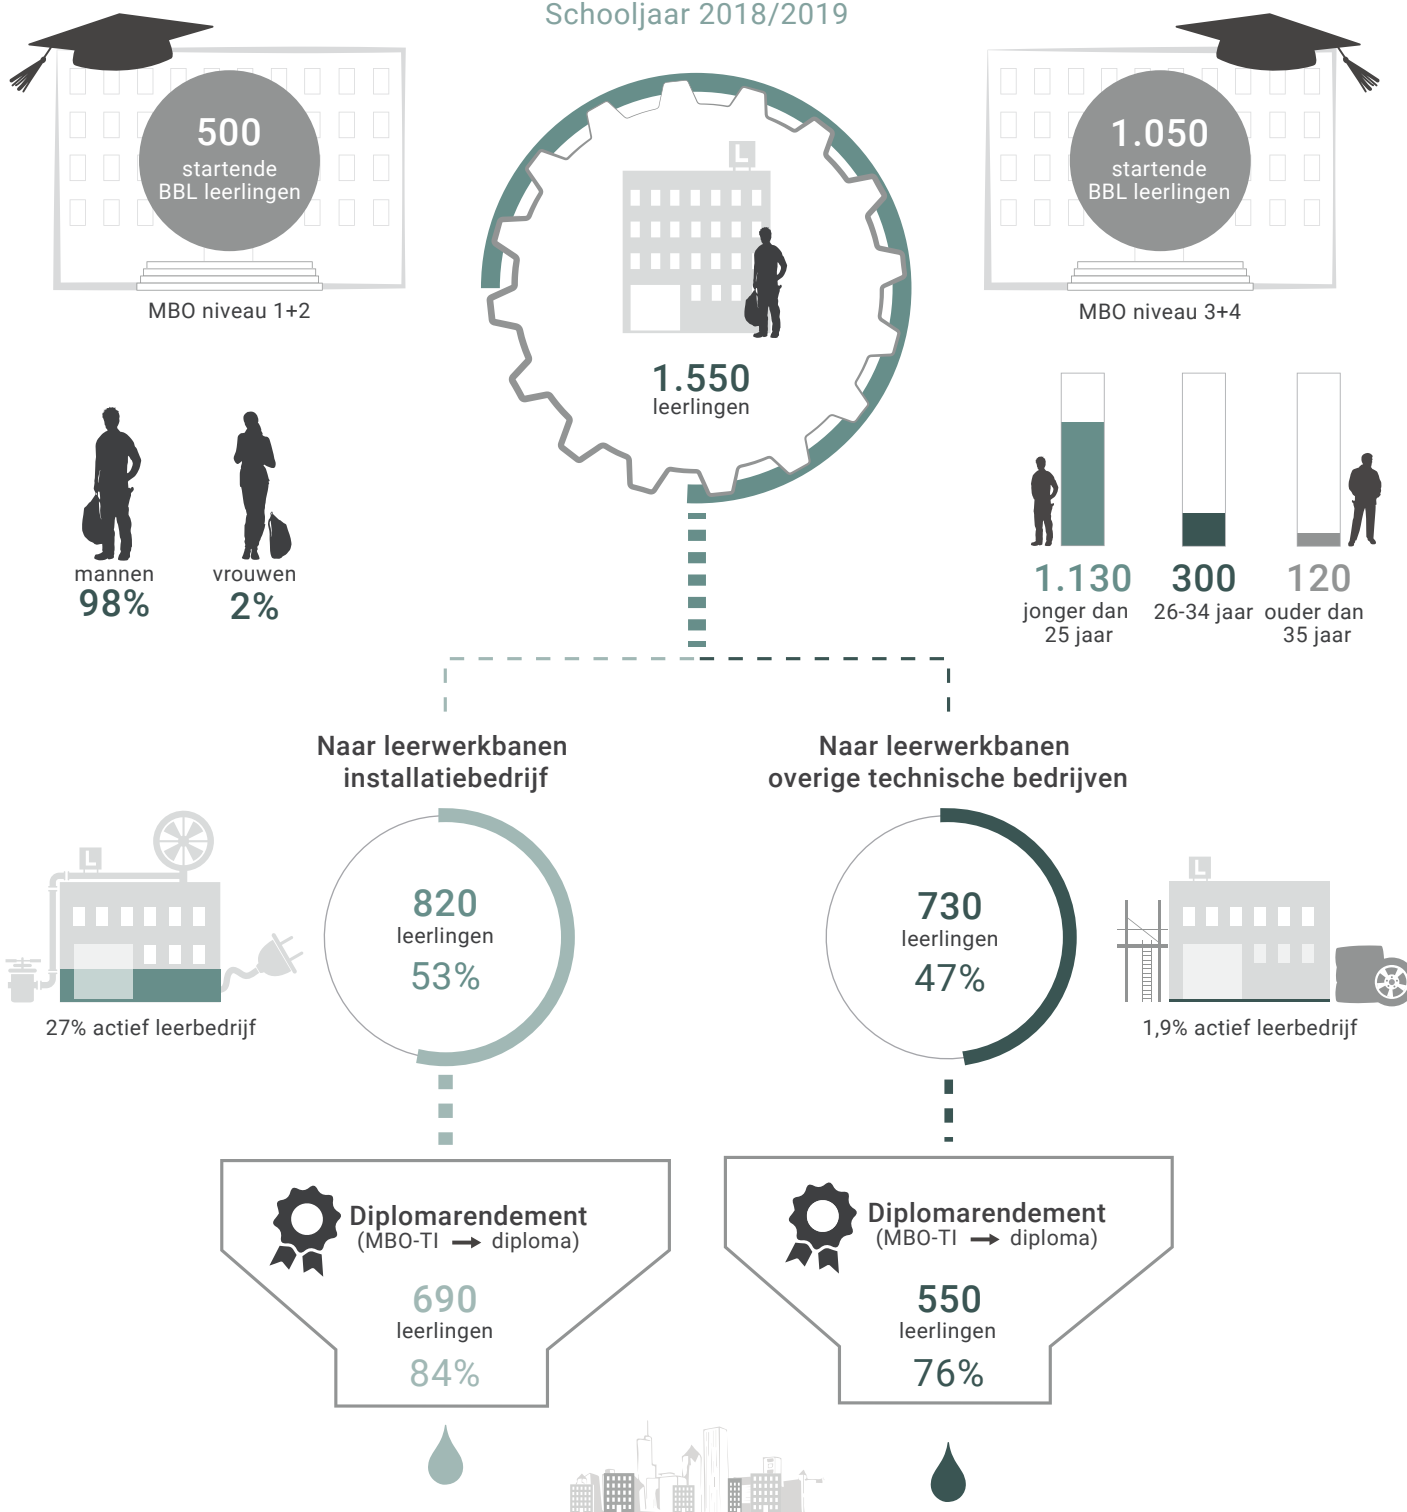 Schooljaar 2018/2019
500
startende
BBL leerlingen
MBO niveau 1+2
L
1.550
leerlingen
1.050
startende
BBL leerlingen
MBO niveau 3+4
mannen
98%
vrouwen
2%
1.130
jonger dan
25 jaar
300
26-34 jaar
120
ouder dan
35 jaar
Naar leerwerkbanen
installatiebedrijf
L
820
leerlingen
53%
27% actief leerbedrijf
Naar leerwerkbanen
overige technische bedrijven
730
leerlingen
47%
L
1,9% actief leerbedrijf
Diplomarendement
(MBO-TI → diploma)
690
leerlingen
84%
Diplomarendement
(MBO-TI → diploma)
550
leerlingen
76%